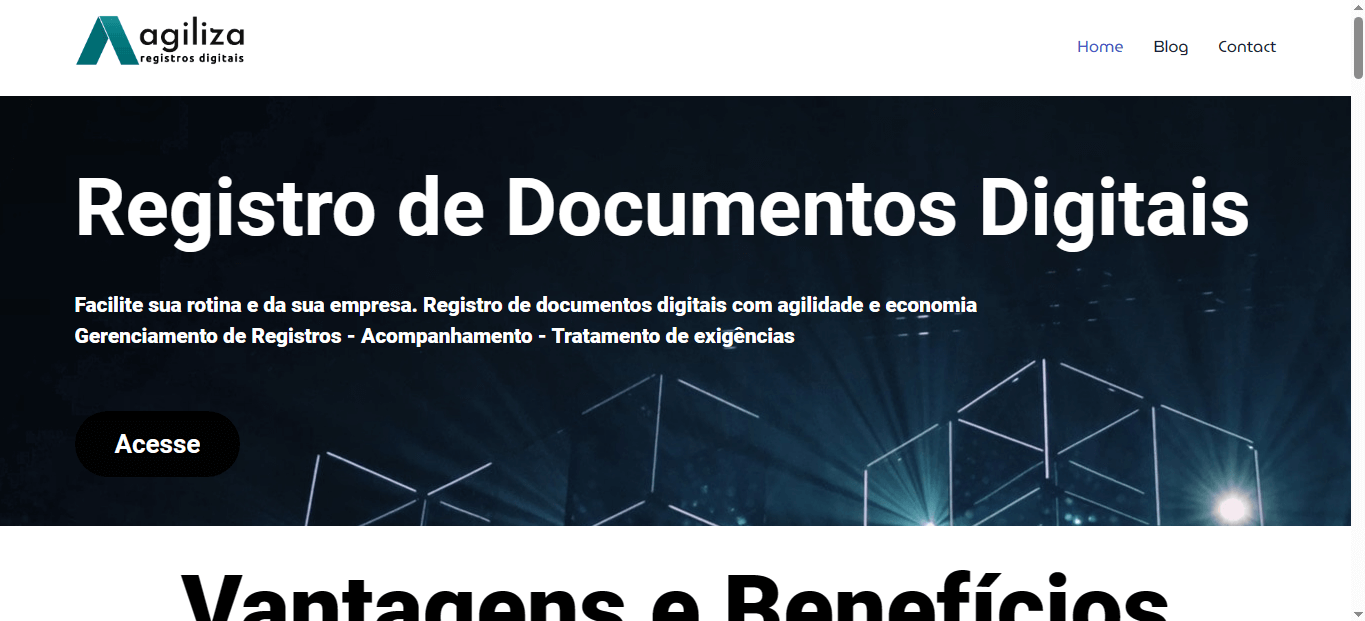 agiliza
registros digitais
Home Blog Contact
Registro de Documentos Digitais
Facilite sua rotina e da sua empresa. Registro de documentos digitais com agilidade e economia
Gerenciamento de Registros - Acompanhamento - Tratamento de exigências
Acesse
Vantagens e Benefícios